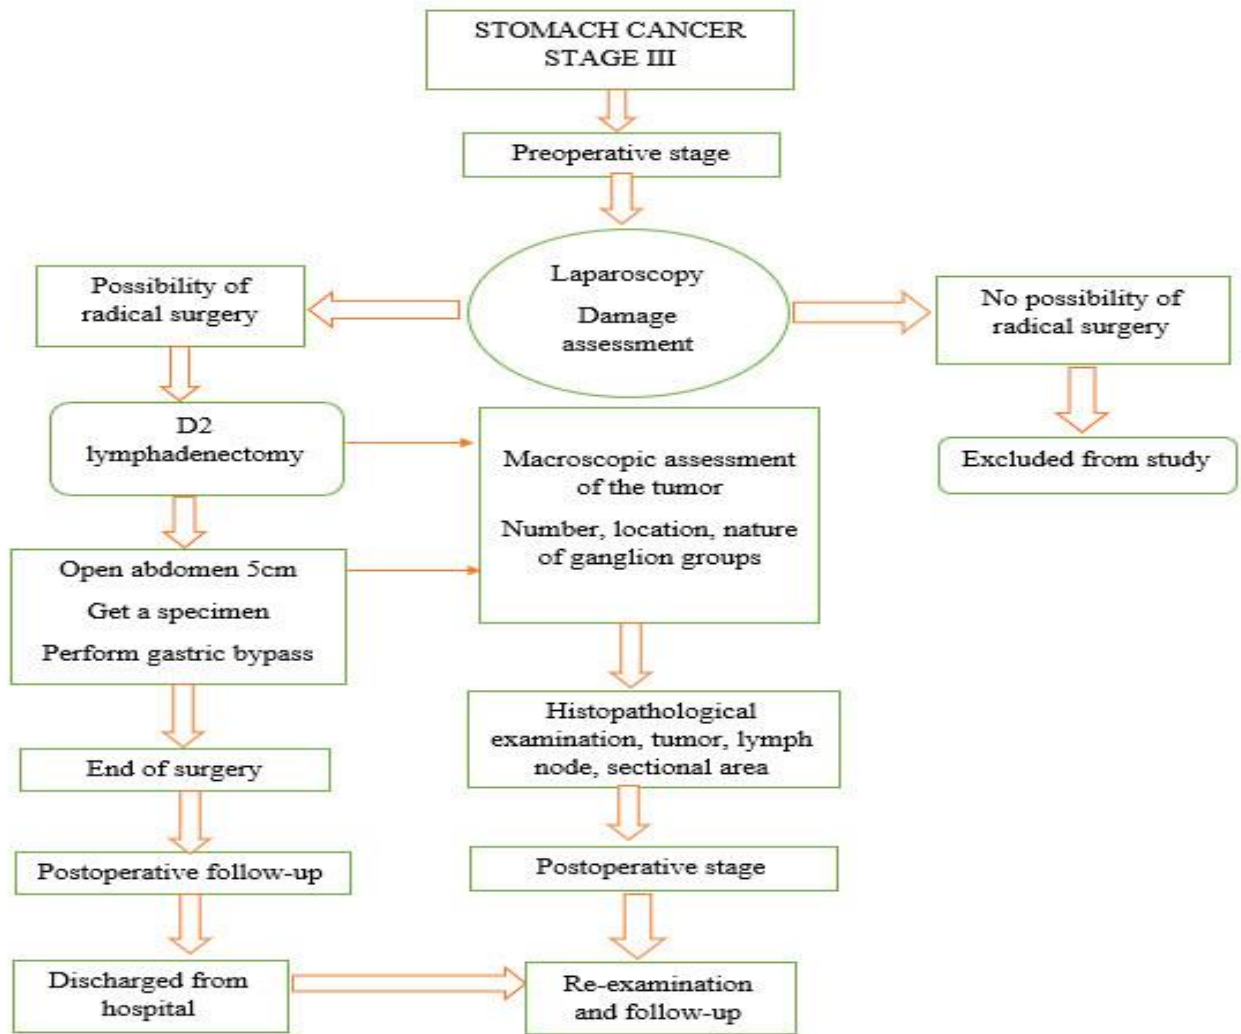 STOMACH CANCER
STAGE III
Preoperative stage
Laparoscopy
Damage
assessment
Possibility of
radical surgery
No possibility of
radical surgery
D2
lymphadenectomy
Macroscopic assessment
of the tumor
Number, location, nature
of ganglion groups
Excluded from study
Open abdomen 5cm
Get a specimen
Perform gastric bypass
Histopathological
examination, tumor, lymph
node, sectional area
End of surgery
Postoperative follow-up
Postoperative stage
Discharged from
hospital
Re-examination
and follow-up